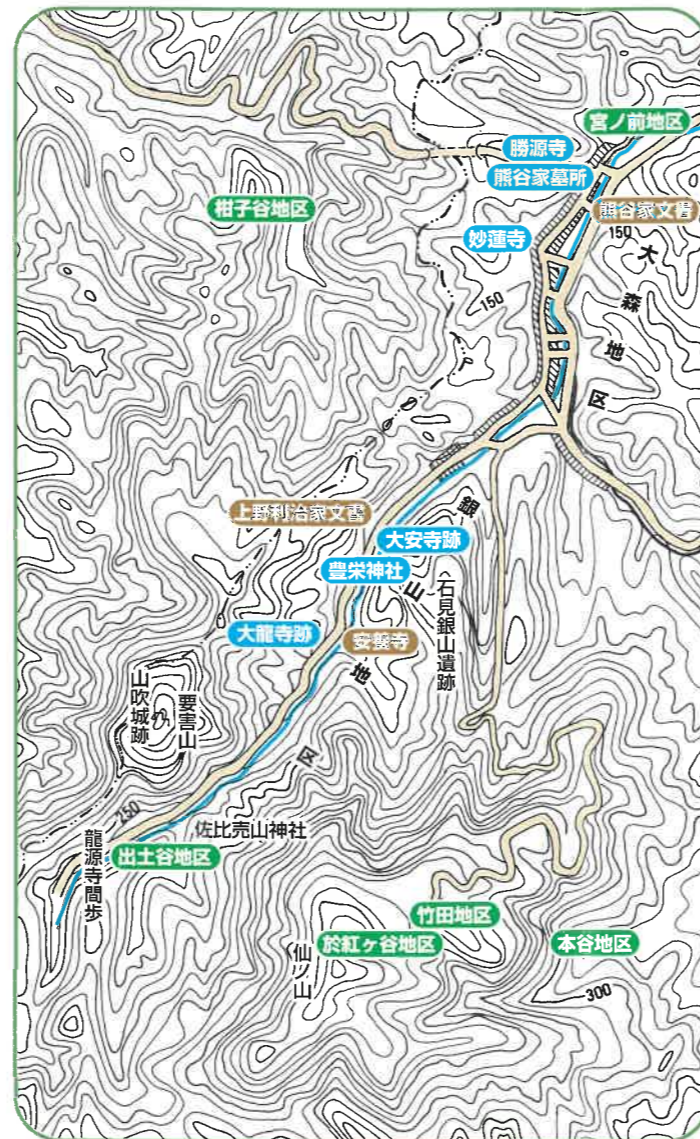 宮ノ前地区
勝源寺
熊谷家墓所
柑子谷地区
熊谷家文書
妙蓮寺
150
150
大森地区
上野利治家文書
銀山地区
大安寺跡
豊栄神社
(石見銀山遺跡
大龍寺跡
安養寺
山吹城跡
要害山
250
佐比売山神社
龍源寺間歩
出土谷地区
竹田地区
於紅ヶ谷地区
本谷地区
仙ノ山
300